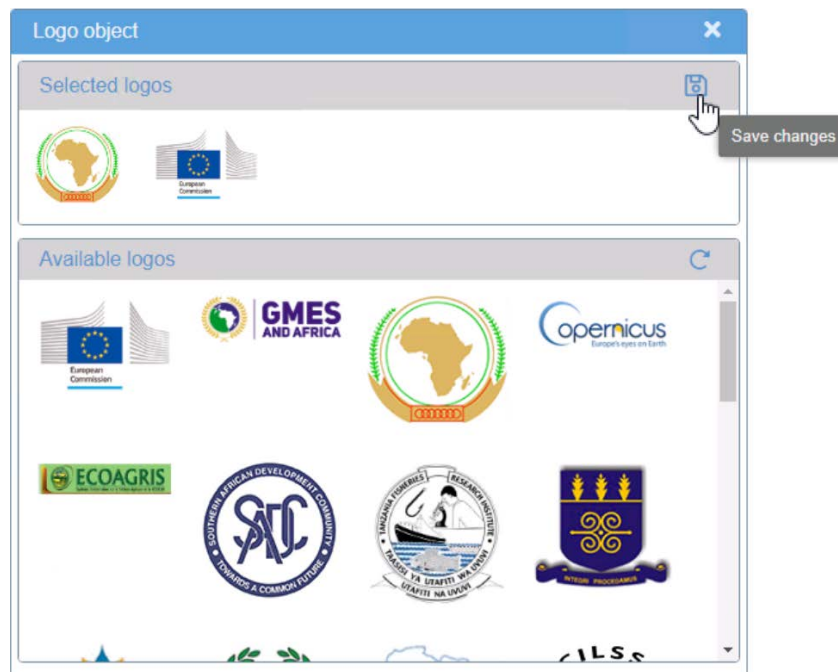 Logo object
Selected logos
Save changes
European
Commission
Available logos
European
Commission
GMES
AND AFRICA
opernicus
Europe's eyes on Earth
ECOAGRIS
SOUTHERN AFRICAN DEVELOPMENT COMMUNITY
SADC
TOWARDS A COMMON FUTURE
TANZANIA FISHERIES RESEARCH INSTITUTE
TAASISI YA UTAFITI WA UVUVI
UTAFITI NA UVUVI
INTEGRI PROCEDAMUS
CILSS